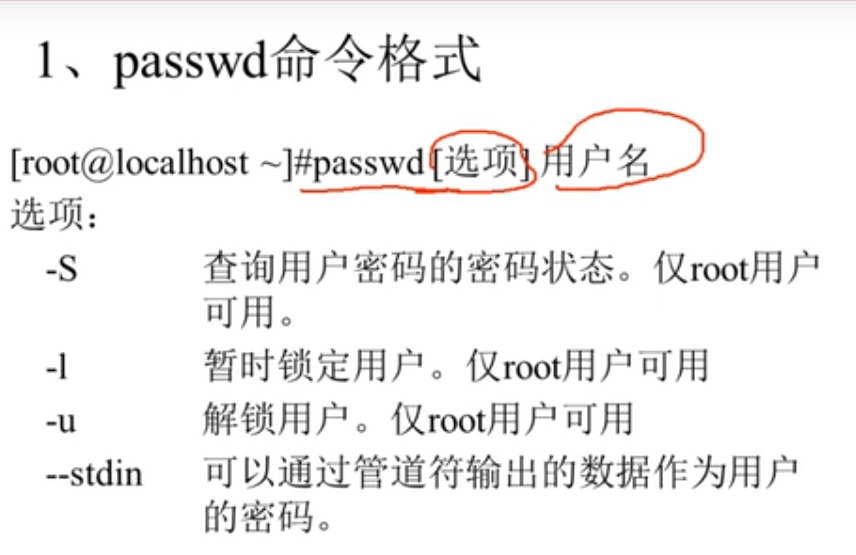 1、passwd命令格式
[root@localhost ~]#passwd [选项] 用户名
选项：
-S 查询用户密码的密码状态。仅root用户
可用。
-l 暂时锁定用户。仅root用户可用
-u 解锁用户。仅root用户可用
--stdin 可以通过管道符输出的数据作为用户
的密码。